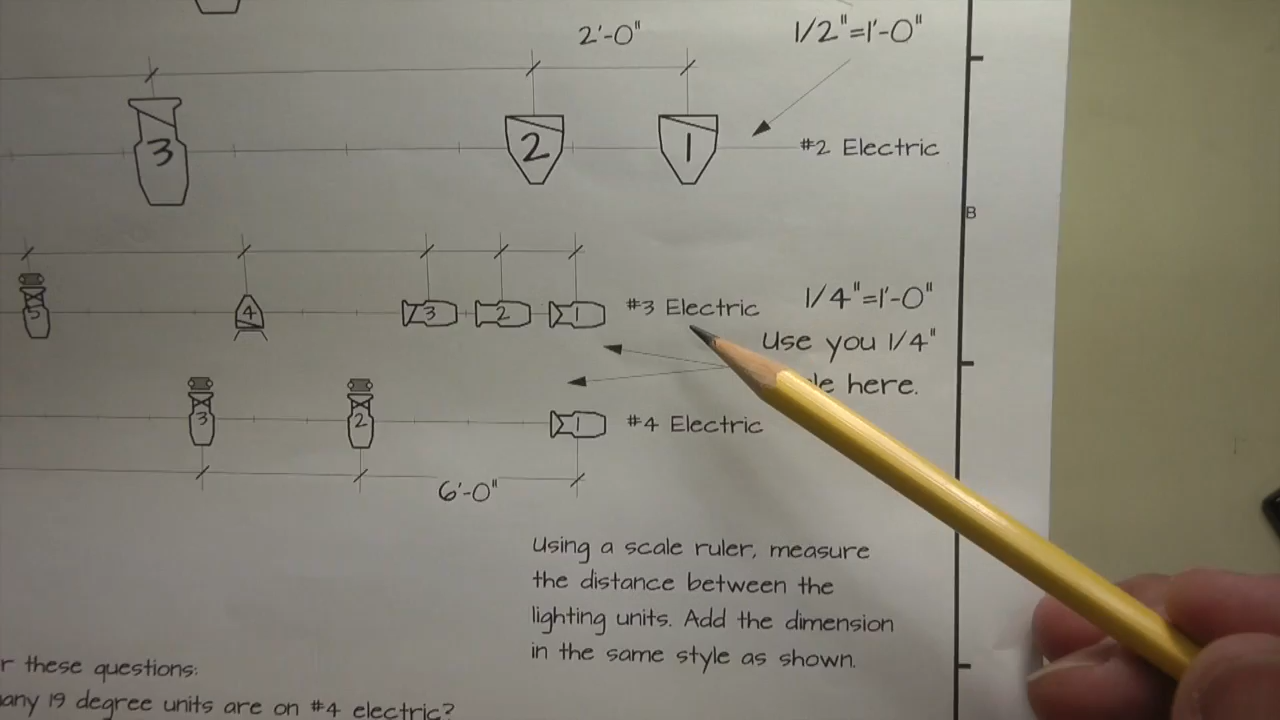 2'-0"
1/2"=1'-0"
3
2
1
#2 Electric
B
5
4
3
2
1
#3 Electric
1/4"=1'-0"
Use you 1/4"
here.
3
2
1
#4 Electric
6'-0"
Using a scale ruler, measure
the distance between the
lighting units. Add the dimension
in the same style as shown.
these questions:
19 degree units are on #4 electric?